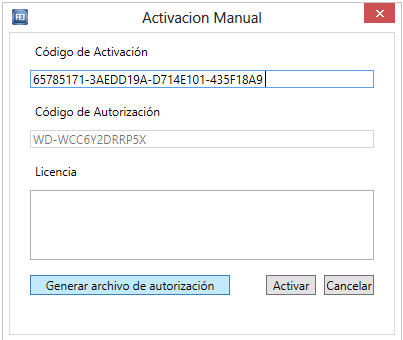 Activacion Manual
Código de Activación
65785171-3AEDD19A-D714E101-435F18A9
Código de Autorización
WD-WCC6Y2DRRP5X
Licencia
Generar archivo de autorización
Activar
Cancelar